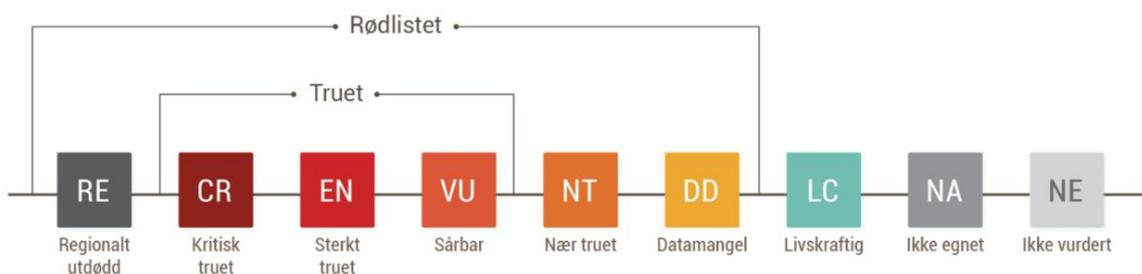 Rødlistet
Truet
RE
CR
EN
VU
NT
DD
LC
NA
NE
Regionalt
utdødd
Kritisk
truet
Sterkt
truet
Sårbar
Nær truet
Datamangel
Livskraftig
Ikke egnet
Ikke vurdert